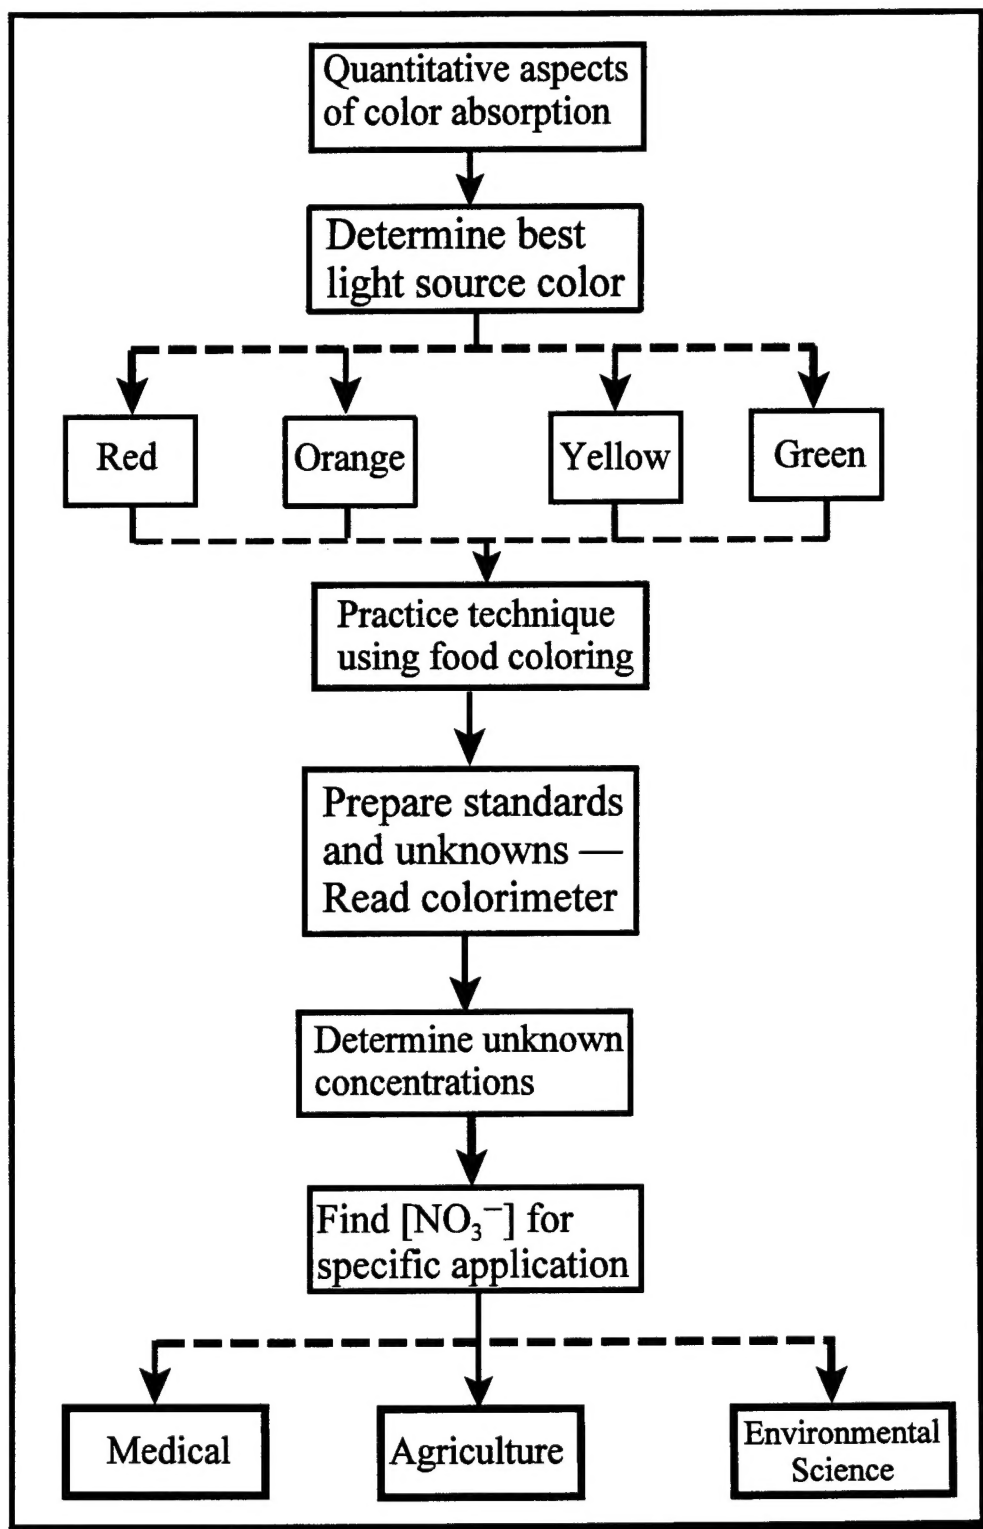 Quantitative aspects
of color absorption
Determine best
light source color
Red
Orange
Yellow
Green
Practice technique
using food coloring
Prepare standards
and unknowns —
Read colorimeter
Determine unknown
concentrations
Find [NO₃⁻] for
specific application
Medical
Agriculture
Environmental
Science